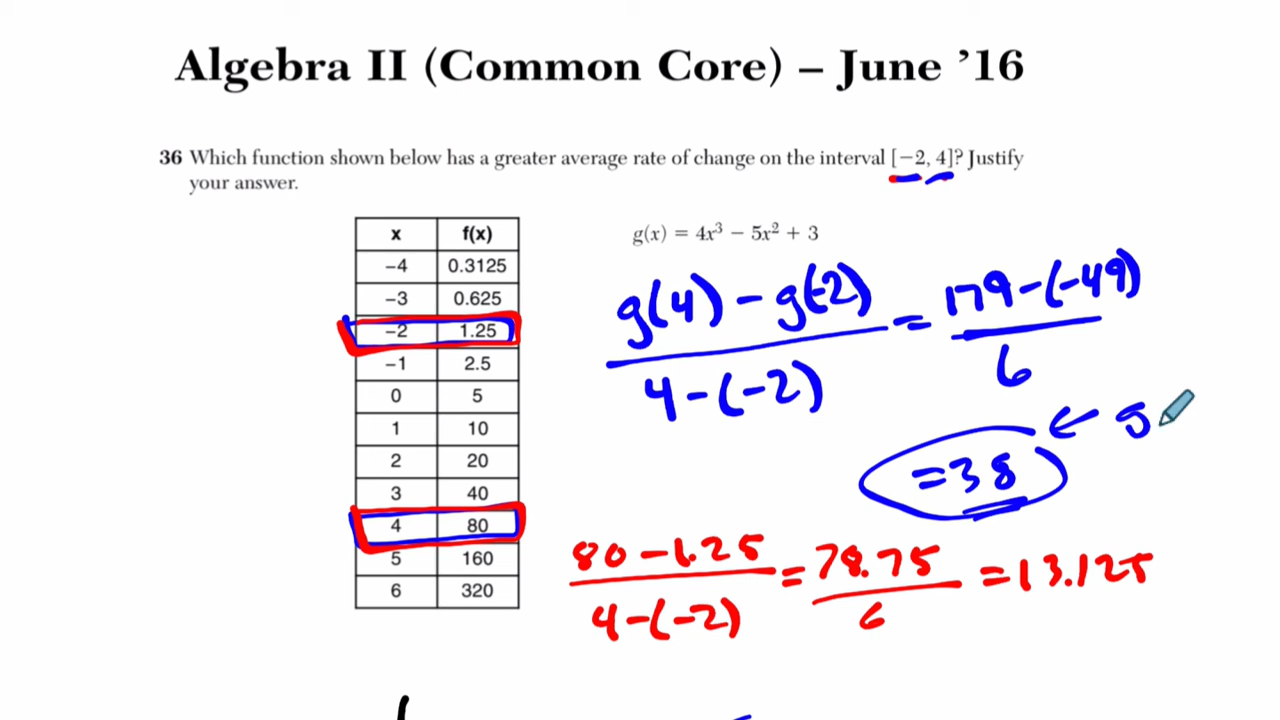 Algebra II (Common Core) – June ’16
36 Which function shown below has a greater average rate of change on the interval [−2, 4]? Justify
your answer.
x f(x)
−4 0.3125
−3 0.625
−2 1.25
−1 2.5
0 5
1 10
2 20
3 40
4 80
5 160
6 320
g(x) = 4x³ − 5x² + 3
g(4) − g(-2) = 179 − (-49)
4 − (-2) 6
= 38 ← g
80 − 1.25 = 78.75 = 13.125
4 − (-2) 6